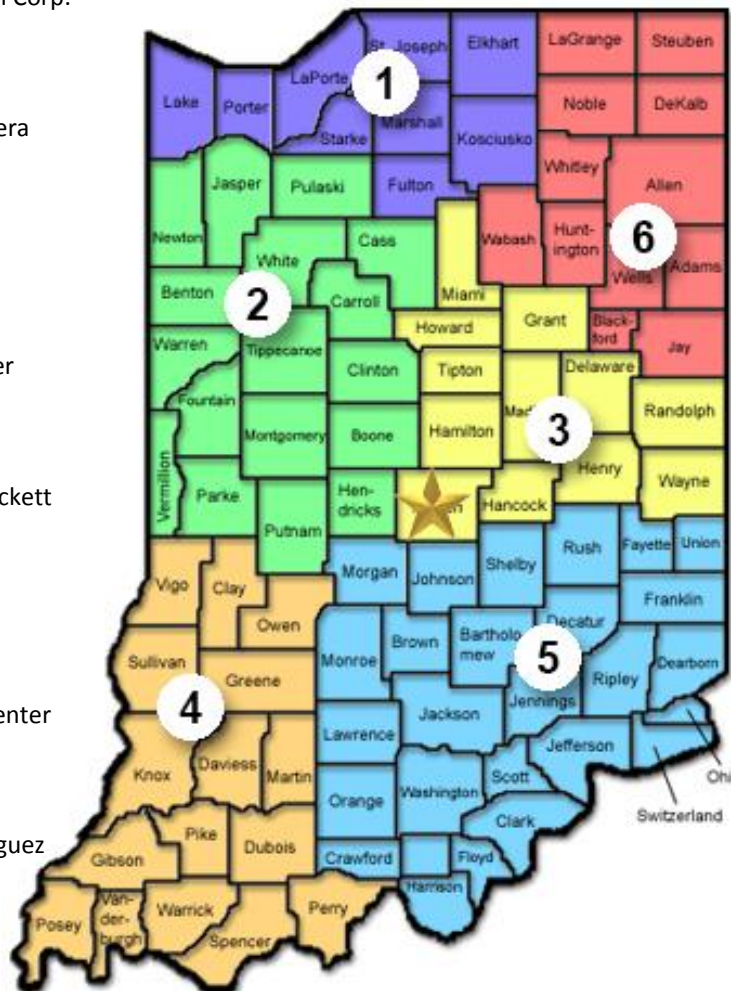 Corp.
era
er
ckett
enter
guez
St. Joseph
Elkhart
LaGrange
Steuben
LaPorte
1
Lake
Porter
Noble
DeKalb
Marshall
Starke
Kosciusko
Whitley
Jasper
Pulaski
Fulton
Allen
Newton
Cass
Wabash
Hunt-
ington
6
White
Adams
Wells
Benton
2
Carroll
Miami
Grant
Howard
Black-
ford
Warren
Tippecanoe
Jay
Clinton
Tipton
Delaware
Fountain
Mad
Randolph
Montgomery
Boone
Hamilton
3
Vermillion
Henry
Wayne
Parke
Hen-
dricks
Hancock
Putnam
Rush
Fayette
Union
Morgan
Johnson
Shelby
Vigo
Clay
Franklin
Owen
Decatur
Brown
Bartholo
mew
Monroe
5
Sullivan
Dearborn
Greene
Ripley
Jennings
4
Jackson
Lawrence
Jefferson
Knox
Daviess
Martin
Scott
Ohi
Orange
Washington
Switzerland
Clark
Pike
Dubois
Gibson
Crawford
Floyd
Harrison
Posey
Van-
der-
burgh
Warrick
Perry
Spencer